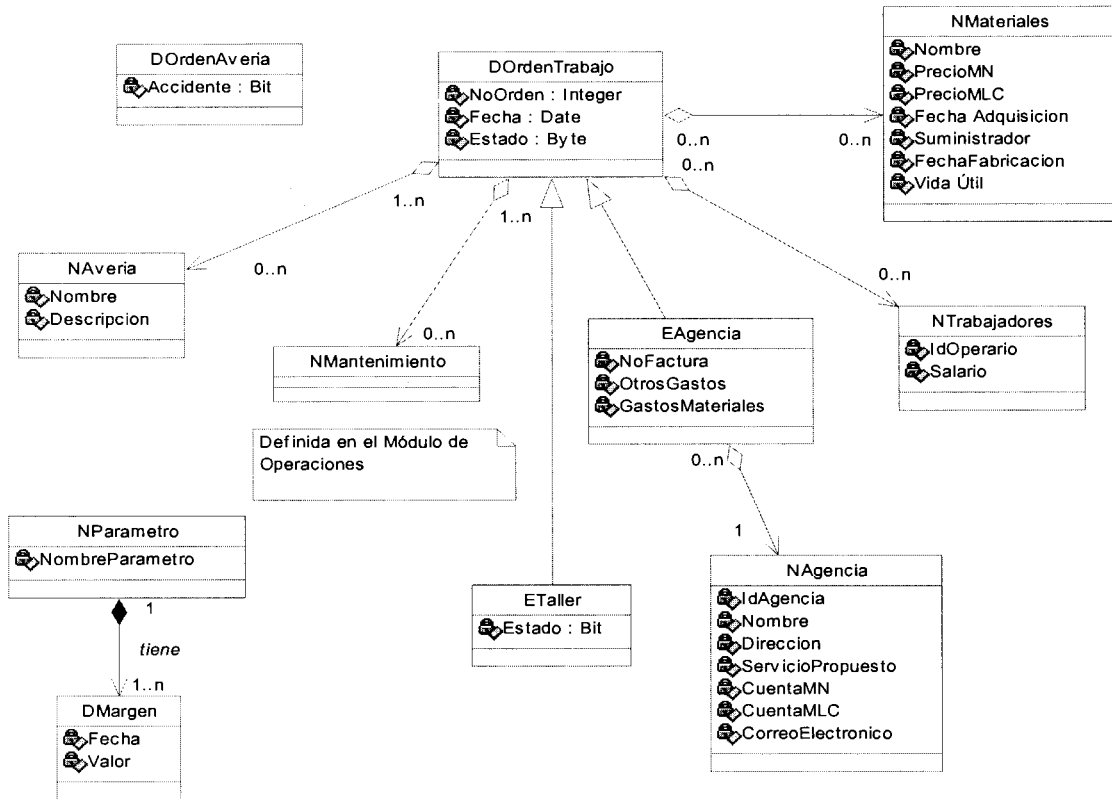 NMateriales
Nombre
PrecioMN
PrecioMLC
Fecha Adquisicion
Suministrador
FechaFabricacion
Vida Útil
DOrdenAveria
Accidente : Bit
DOrdenTrabajo
NoOrden : Integer
Fecha : Date
Estado : Byte
0..n
0..n
0..n
1..n
1..n
0..n
0..n
0..n
NAveria
Nombre
Descripcion
NMantenimiento
EAgencia
NoFactura
OtrosGastos
GastosMateriales
NTrabajadores
IdOperario
Salario
Definida en el Módulo de
Operaciones
0..n
1
NParametro
NombreParametro
1
tiene
1..n
DMargen
Fecha
Valor
ETaller
Estado : Bit
NAgencia
IdAgencia
Nombre
Direccion
ServicioPropuesto
CuentaMN
CuentaMLC
CorreoElectronico